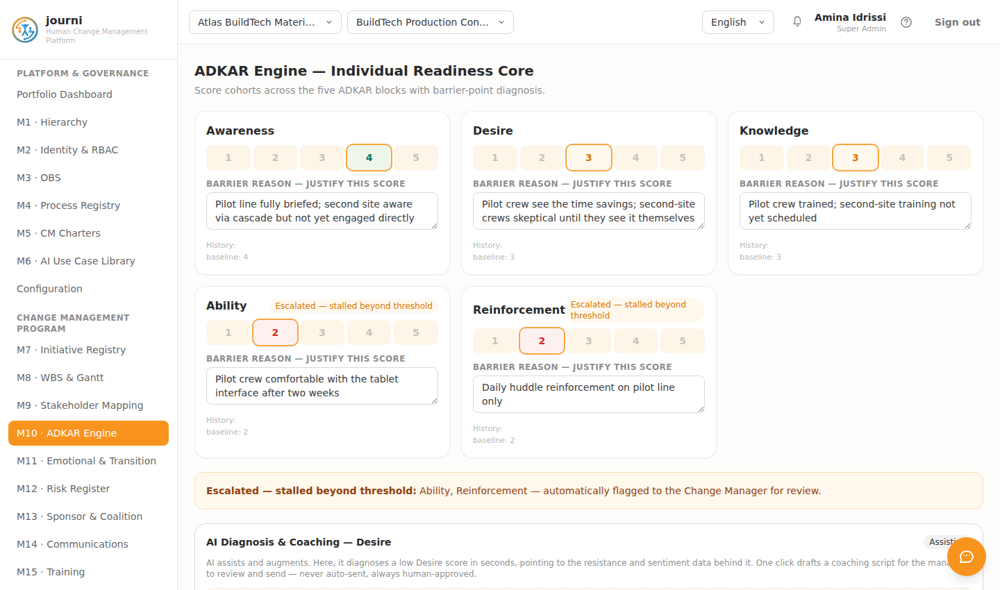 journi
Human Change Management
Platform
PLATFORM & GOVERNANCE
Portfolio Dashboard
M1 · Hierarchy
M2 · Identity & RBAC
M3 · OBS
M4 · Process Registry
M5 · CM Charters
M6 · AI Use Case Library
Configuration
CHANGE MANAGEMENT
PROGRAM
M7 · Initiative Registry
M8 · WBS & Gantt
M9 · Stakeholder Mapping
M10 · ADKAR Engine
M11 · Emotional & Transition
M12 · Risk Register
M13 · Sponsor & Coalition
M14 · Communications
M15 · Training
Atlas BuildTech Materi...
BuildTech Production Con...
English
Amina Idrissi
Super Admin
Sign out
ADKAR Engine — Individual Readiness Core
Score cohorts across the five ADKAR blocks with barrier-point diagnosis.
Awareness
1 2 3 4 5
BARRIER REASON — JUSTIFY THIS SCORE
Pilot line fully briefed; second site aware
via cascade but not yet engaged directly
History:
baseline: 4
Desire
1 2 3 4 5
BARRIER REASON — JUSTIFY THIS SCORE
Pilot crew see the time savings; second-site
crews skeptical until they see it themselves
History:
baseline: 3
Knowledge
1 2 3 4 5
BARRIER REASON — JUSTIFY THIS SCORE
Pilot crew trained; second-site training not
yet scheduled
History:
baseline: 3
Ability
Escalated — stalled beyond threshold
1 2 3 4 5
BARRIER REASON — JUSTIFY THIS SCORE
Pilot crew comfortable with the tablet
interface after two weeks
History:
baseline: 2
Reinforcement
Escalated — stalled beyond
threshold
1 2 3 4 5
BARRIER REASON — JUSTIFY THIS SCORE
Daily huddle reinforcement on pilot line
only
History:
baseline: 2
Escalated — stalled beyond threshold: Ability, Reinforcement — automatically flagged to the Change Manager for review.
AI Diagnosis & Coaching — Desire
AI assists and augments. Here, it diagnoses a low Desire score in seconds, pointing to the resistance and sentiment data behind it. One click drafts a coaching script for the
to review and send — never auto-sent, always human-approved.